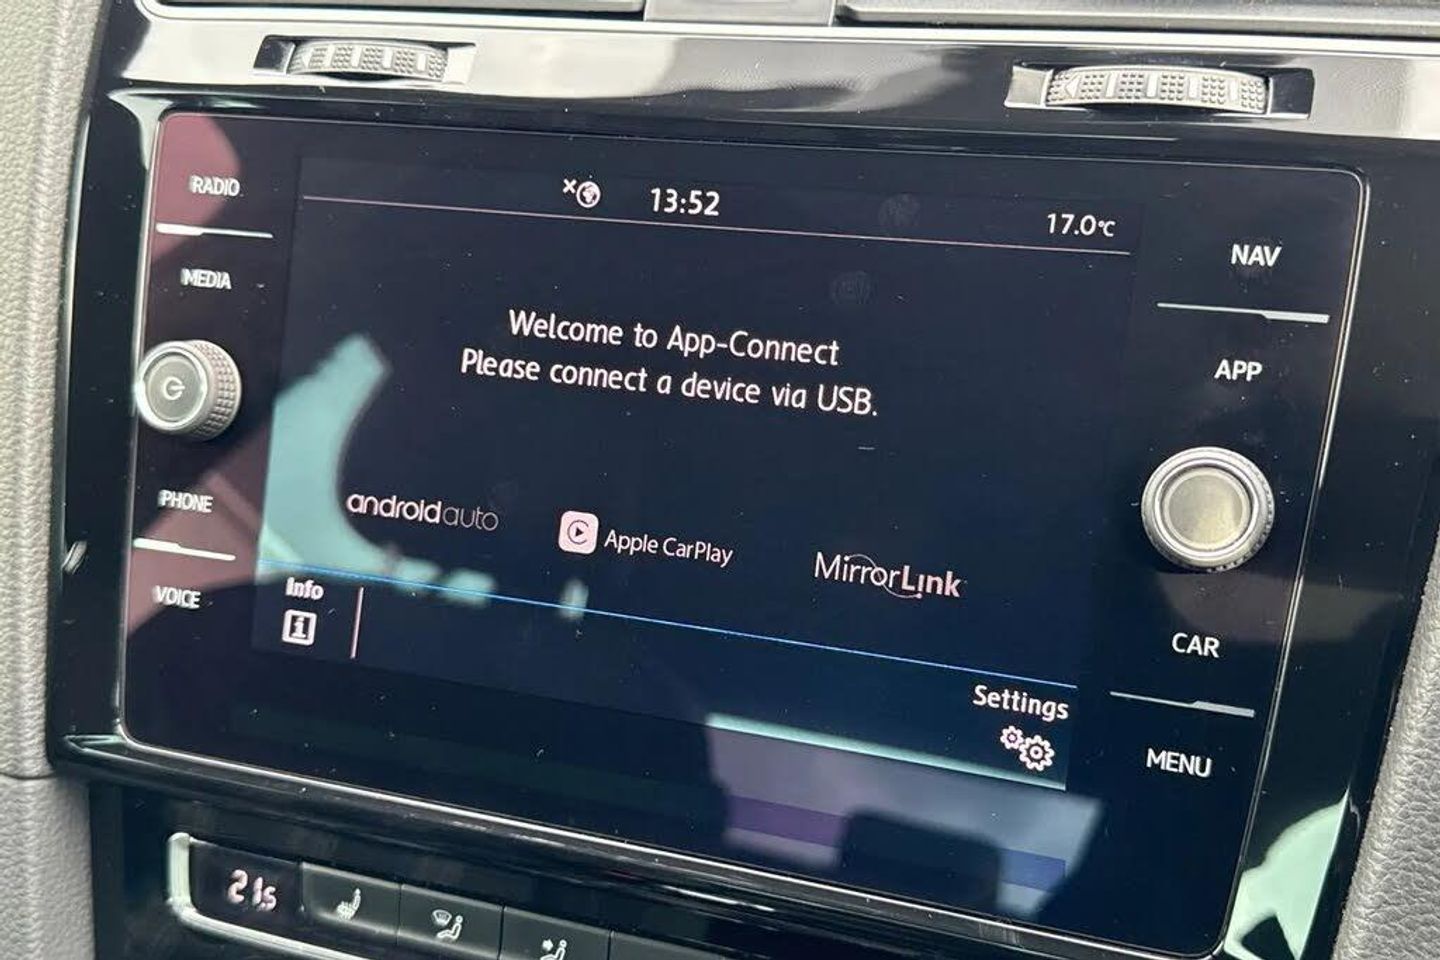 RADIO
13:52
17.0°C
NAV
MEDIA
Welcome to App-Connect
Please connect a device via USB.
APP
PHONE
androidauto
Apple CarPlay
MirrorLink
VOICE
Info
CAR
Settings
MENU
21.5